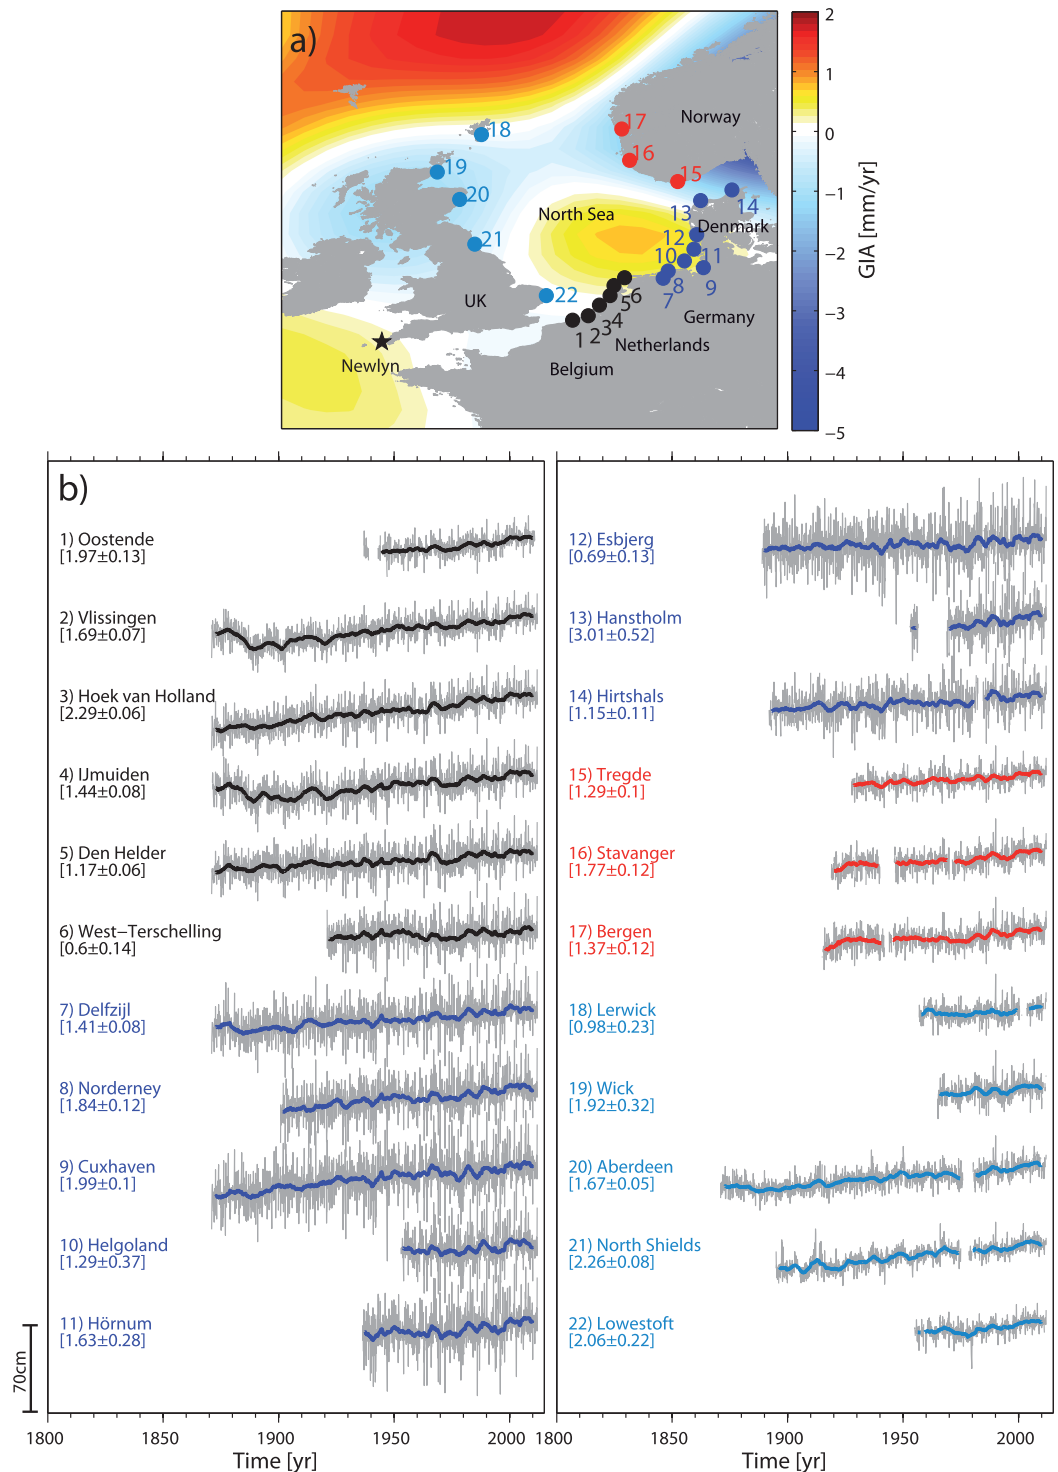 a)
17
Norway
18
16
19
15
20
14
North Sea
13
Denmark
21
12
10
11
22
UK
6
8
9
5
7
Germany
1
2
3
4
Netherlands
Newlyn
Belgium
2
1
0
−1
−2
−3
−4
−5
GIA [mm/yr]
1800
1850
1900
1950
2000
1800
1850
1900
1950
2000
b)
1) Oostende
[1.97±0.13]
2) Vlissingen
[1.69±0.07]
3) Hoek van Holland
[2.29±0.06]
4) IJmuiden
[1.44±0.08]
5) Den Helder
[1.17±0.06]
6) West−Terschelling
[0.6±0.14]
7) Delfzijl
[1.41±0.08]
8) Norderney
[1.84±0.12]
9) Cuxhaven
[1.99±0.1]
10) Helgoland
[1.29±0.37]
11) Hörnum
[1.63±0.28]
12) Esbjerg
[0.69±0.13]
13) Hanstholm
[3.01±0.52]
14) Hirtshals
[1.15±0.11]
15) Tregde
[1.29±0.1]
16) Stavanger
[1.77±0.12]
17) Bergen
[1.37±0.12]
18) Lerwick
[0.98±0.23]
19) Wick
[1.92±0.32]
20) Aberdeen
[1.67±0.05]
21) North Shields
[2.26±0.08]
22) Lowestoft
[2.06±0.22]
70cm
1800
1850
1900
1950
2000
1800
1850
1900
1950
2000
Time [yr]
Time [yr]